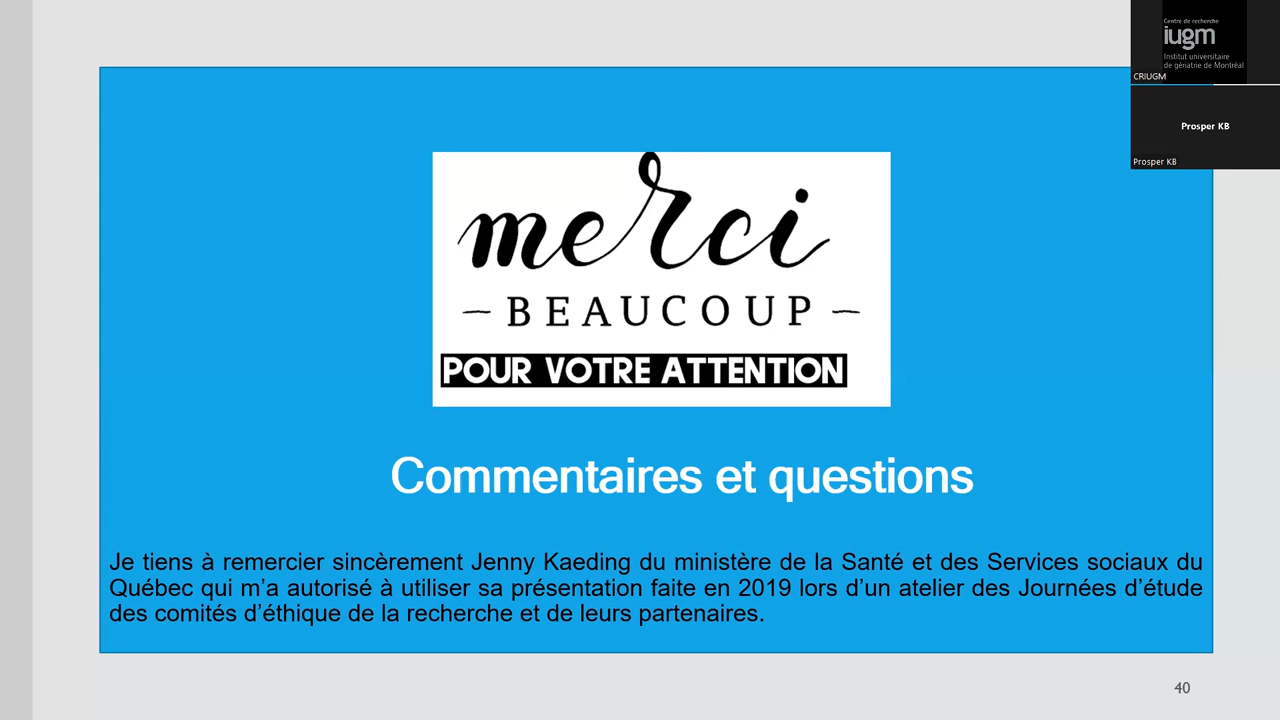 Centre de recherche
iugm
Institut universitaire
de gériatrie de Montréal
CRIUGM
Prosper KB
Prosper KB
merci
— BEAUCOUP —
POUR VOTRE ATTENTION
Commentaires et questions
Je tiens à remercier sincèrement Jenny Kaeding du ministère de la Santé et des Services sociaux du
Québec qui m’a autorisé à utiliser sa présentation faite en 2019 lors d’un atelier des Journées d’étude
des comités d’éthique de la recherche et de leurs partenaires.
40